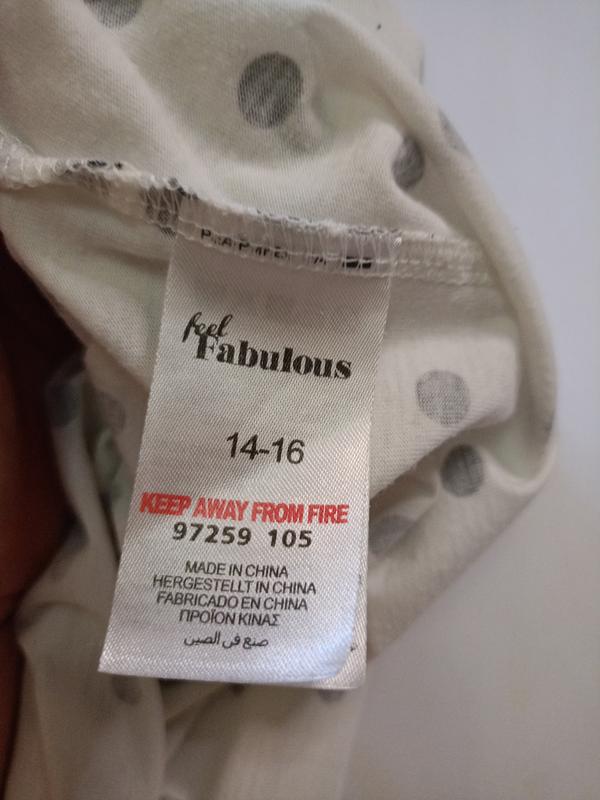 feel
Fabulous
14-16
KEEP AWAY FROM FIRE
97259 105
MADE IN CHINA
HERGESTELLT IN CHINA
FABRICADO EN CHINA
ΠΡΟΪΟΝ ΚΙΝΑΣ
صنع في الصين